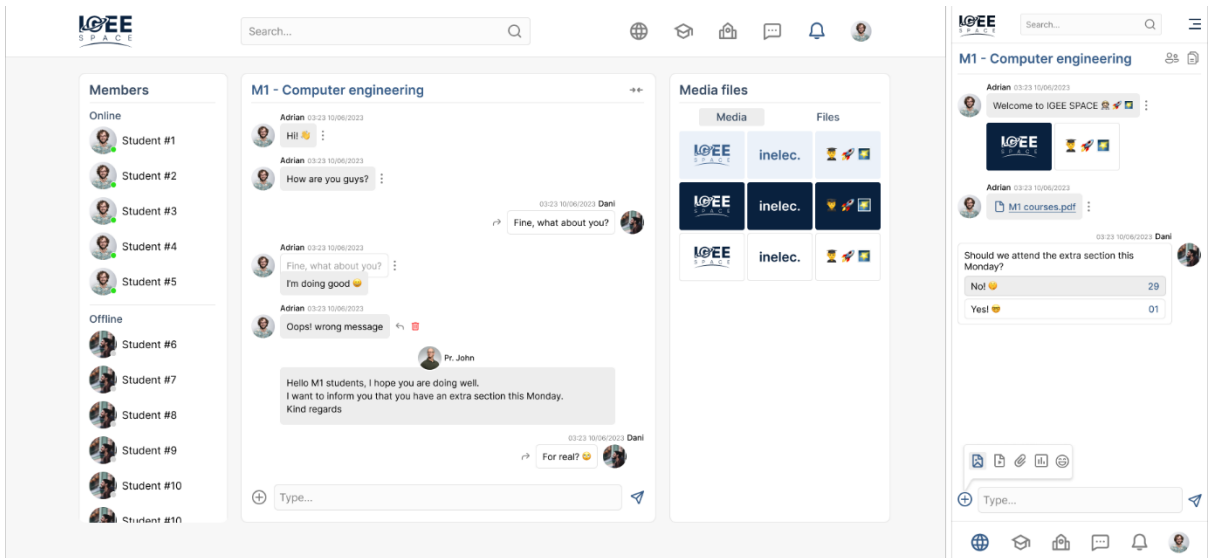 IGEE
SPACE
Search...
Members
Online
Student #1
Student #2
Student #3
Student #4
Student #5
Offline
Student #6
Student #7
Student #8
Student #9
Student #10
Student #10
M1 - Computer engineering
Adrian 03:23 10/06/2023
Hi! 👋
Adrian 03:23 10/06/2023
How are you guys?
03:23 10/06/2023 Dani
Fine, what about you?
Adrian 03:23 10/06/2023
Fine, what about you?
I'm doing good 😄
Adrian 03:23 10/06/2023
Oops! wrong message
Pr. John
Hello M1 students, I hope you are doing well.
I want to inform you that you have an extra section this Monday.
Kind regards
03:23 10/06/2023 Dani
For real? 😳
Type...
Media files
Media Files
IGEE
SPACE
inelec.
IGEE
SPACE
inelec.
IGEE
SPACE
inelec.
IGEE
SPACE
Search...
M1 - Computer engineering
Adrian 03:23 10/06/2023
Welcome to IGEE SPACE 👨‍🎓🚀🌠
IGEE
SPACE
Adrian 03:23 10/06/2023
M1 courses.pdf
03:23 10/06/2023 Dani
Should we attend the extra section this
Monday?
No! 😏 29
Yes! 🤓 01
Type...